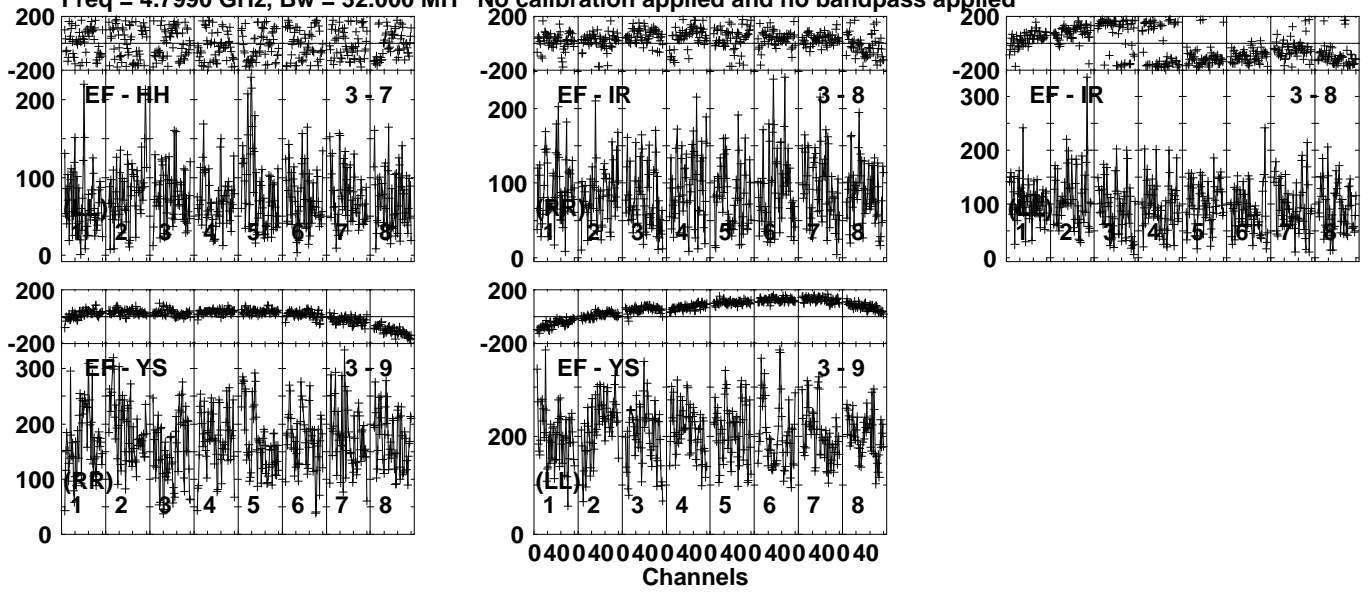 Freq = 4.7990 GHz, Bw = 32.000 MH No calibration applied and no bandpass applied
200
-200
EF - HH 3 - 7
200
100
0
(LL)
1 2 3 4 5 6 7 8
200
-200
EF - IR 3 - 8
200
100
0
(RR)
1 2 3 4 5 6 7 8
200
-200
EF - IR 3 - 8
300
200
100
0
(LL)
1 2 3 4 5 6 7 8
200
-200
EF - YS 3 - 9
300
200
100
0
(RR)
1 2 3 4 5 6 7 8
200
-200
EF - YS 3 - 9
200
0
(LL)
1 2 3 4 5 6 7 8
0 40 0 40 0 40 0 40 0 40 0 40 0 40 0 40
Channels